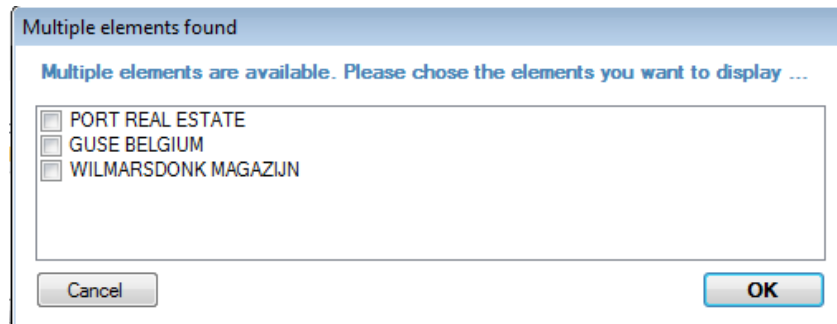 Multiple elements found
Multiple elements are available. Please chose the elements you want to display ...
PORT REAL ESTATE
GUSE BELGIUM
WILMARSDONK MAGAZIJN
Cancel
OK